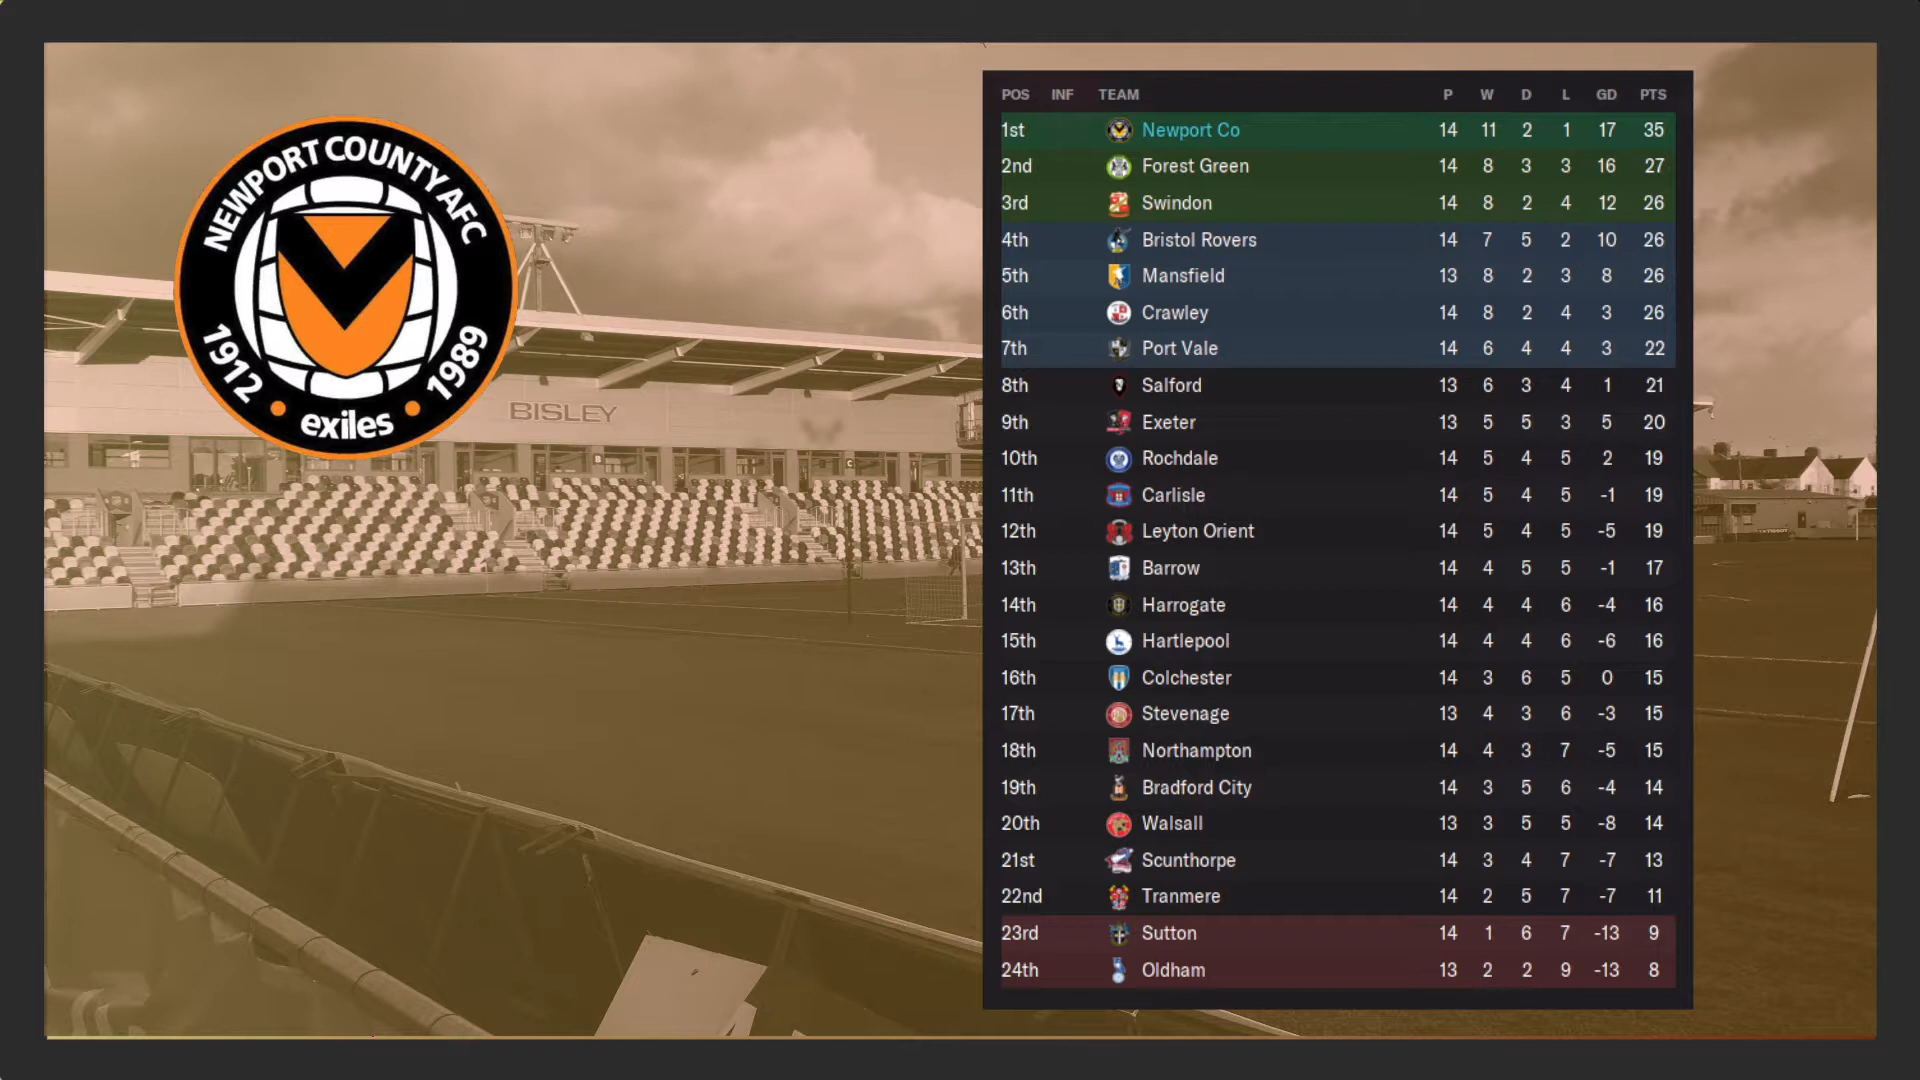 NEWPORT COUNTY AFC
1912 exiles 1989
BISLEY
B
C
POS INF TEAM P W D L GD PTS
1st Newport Co 14 11 2 1 17 35
2nd Forest Green 14 8 3 3 16 27
3rd Swindon 14 8 2 4 12 26
4th Bristol Rovers 14 7 5 2 10 26
5th Mansfield 13 8 2 3 8 26
6th Crawley 14 8 2 4 3 26
7th Port Vale 14 6 4 4 3 22
8th Salford 13 6 3 4 1 21
9th Exeter 13 5 5 3 5 20
10th Rochdale 14 5 4 5 2 19
11th Carlisle 14 5 4 5 -1 19
12th Leyton Orient 14 5 4 5 -5 19
13th Barrow 14 4 5 5 -1 17
14th Harrogate 14 4 4 6 -4 16
15th Hartlepool 14 4 4 6 -6 16
16th Colchester 14 3 6 5 0 15
17th Stevenage 13 4 3 6 -3 15
18th Northampton 14 4 3 7 -5 15
19th Bradford City 14 3 5 6 -4 14
20th Walsall 13 3 5 5 -8 14
21st Scunthorpe 14 3 4 7 -7 13
22nd Tranmere 14 2 5 7 -7 11
23rd Sutton 14 1 6 7 -13 9
24th Oldham 13 2 2 9 -13 8